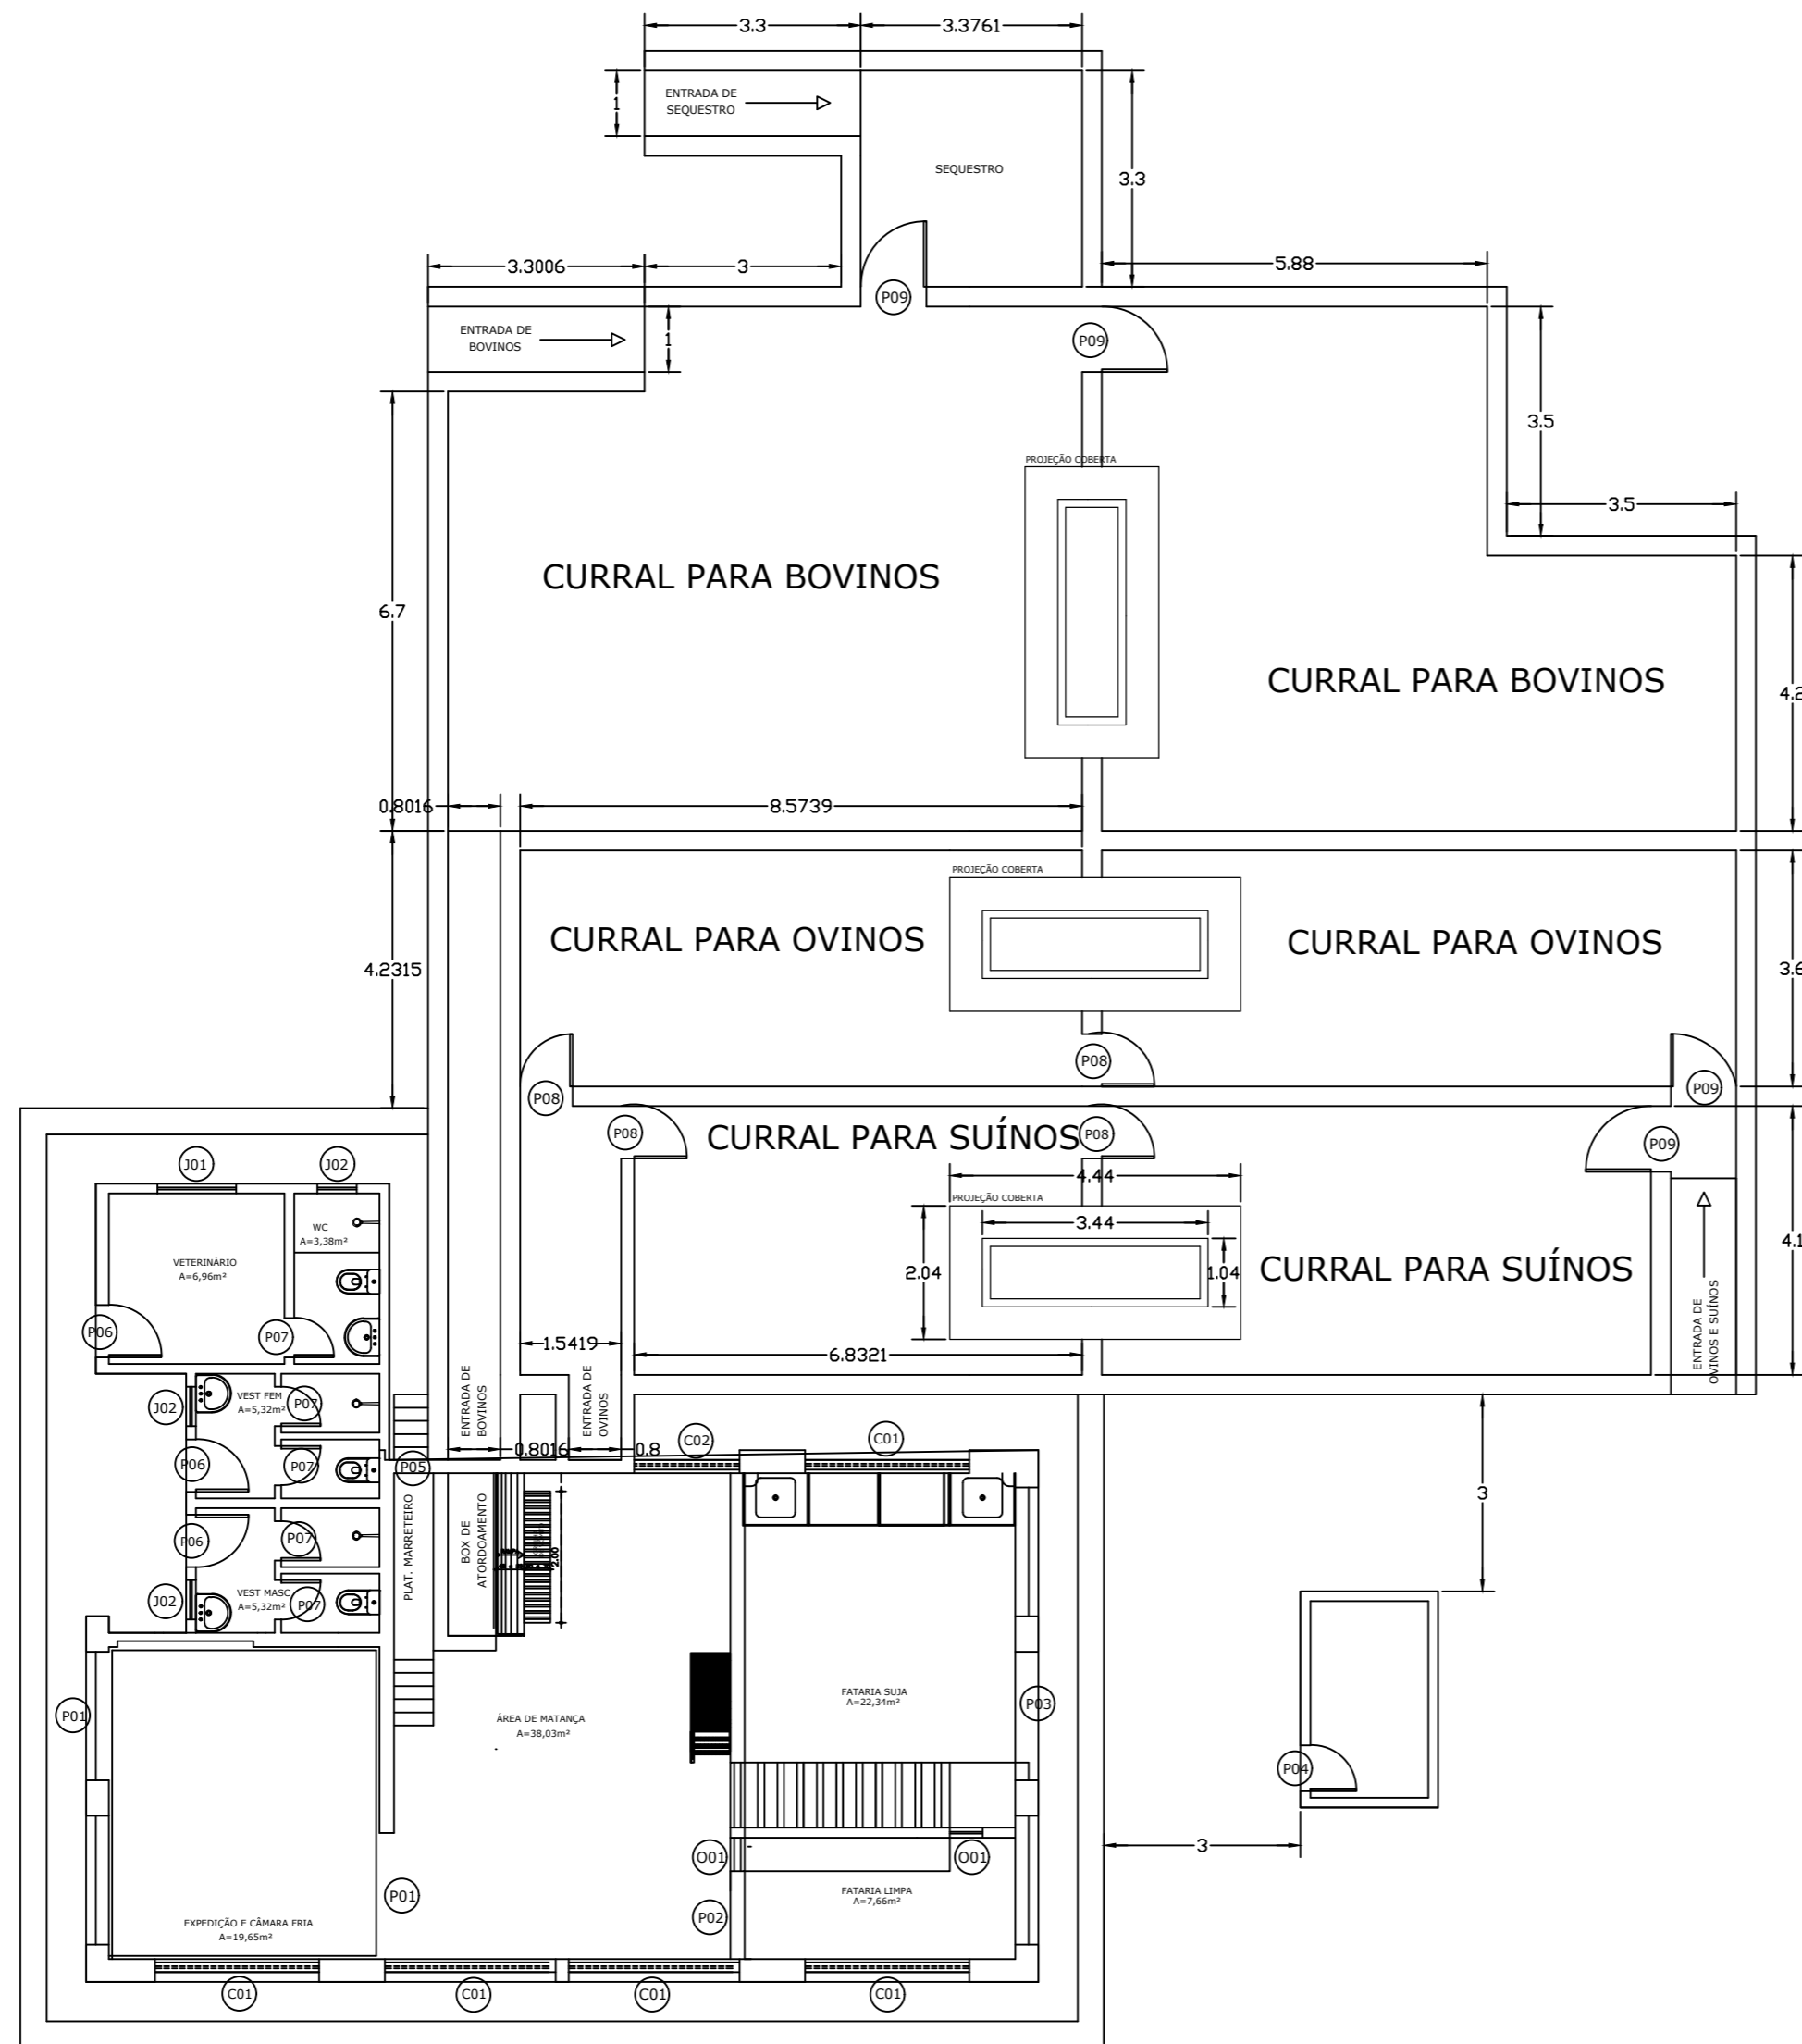 3.3
3.3761
ENTRADA DE
SEQUESTRO
1
SEQUESTRO
3.3
3.3006
3
5.88
P09
ENTRADA DE
BOVINOS
1
P09
3.5
PROJEÇÃO COBERTA
3.5
CURRAL PARA BOVINOS
6.7
CURRAL PARA BOVINOS
0.8016
8.5739
PROJEÇÃO COBERTA
CURRAL PARA OVINOS
CURRAL PARA OVINOS
4.2315
P08
P08
P09
P08
CURRAL PARA SUÍNOS
P08
P09
J01
J02
4.44
PROJEÇÃO COBERTA
3.44
WC
A=3,38m²
VETERINÁRIO
A=6,96m²
2.04
1.04
CURRAL PARA SUÍNOS
P06
P07
1.5419
6.8321
ENTRADA DE
OVINOS E SUÍNOS
ENTRADA DE
BOVINOS
ENTRADA DE
OVINOS
VEST FEM
A=5,32m²
P07
J02
0.8016
0.8
C02
C01
P06
P07
P05
3
PLAT. MARRETEIRO
BOX DE
ATORDOAMENTO
2.00
P06
P07
VEST MASC
A=5,32m²
J02
P07
FATARIA SUJA
A=22,34m²
P03
P01
ÁREA DE MATANÇA
A=38,03m²
P04
3
O01
O01
P01
FATARIA LIMPA
A=7,66m²
P02
EXPEDIÇÃO E CÂMARA FRIA
A=19,65m²
C01
C01
C01
C01